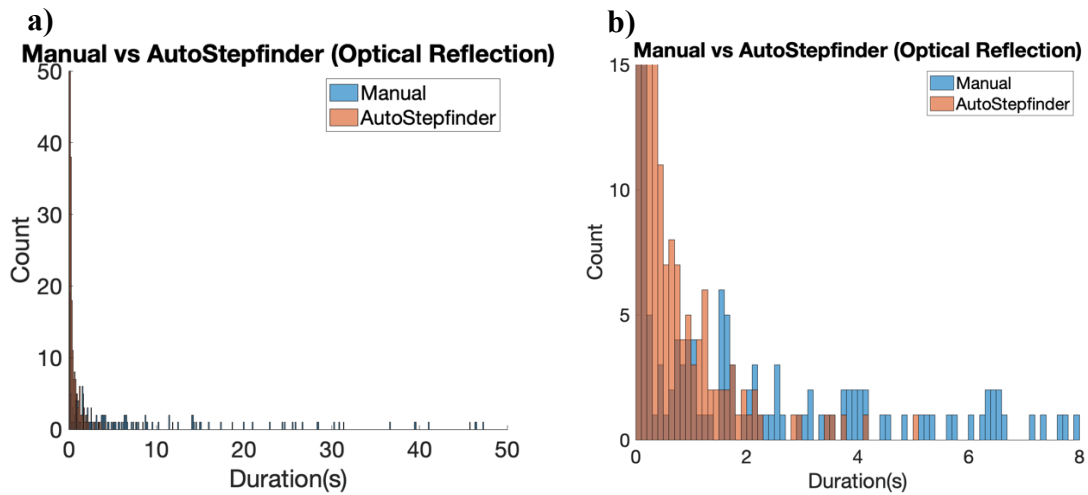 a)
Manual vs AutoStepfinder (Optical Reflection)
50
40
30
20
10
0
Count
Manual
AutoStepfinder
0 10 20 30 40 50
Duration(s)
b)
Manual vs AutoStepfinder (Optical Reflection)
15
10
5
0
Count
Manual
AutoStepfinder
0 2 4 6 8
Duration(s)